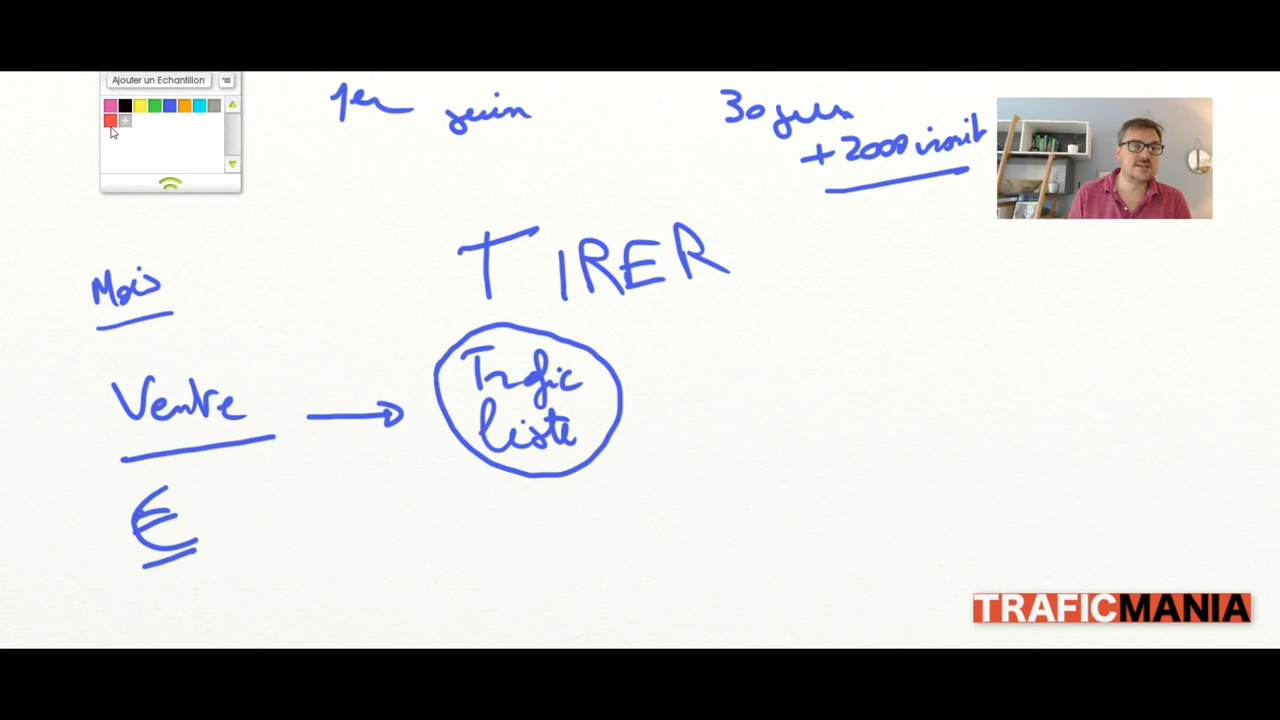 Ajouter un Echantillon
1er juin
30 juin
+ 2000 visit
TIRER
Mois
Vente
Trafic
liste
€
TRAFICMANIA